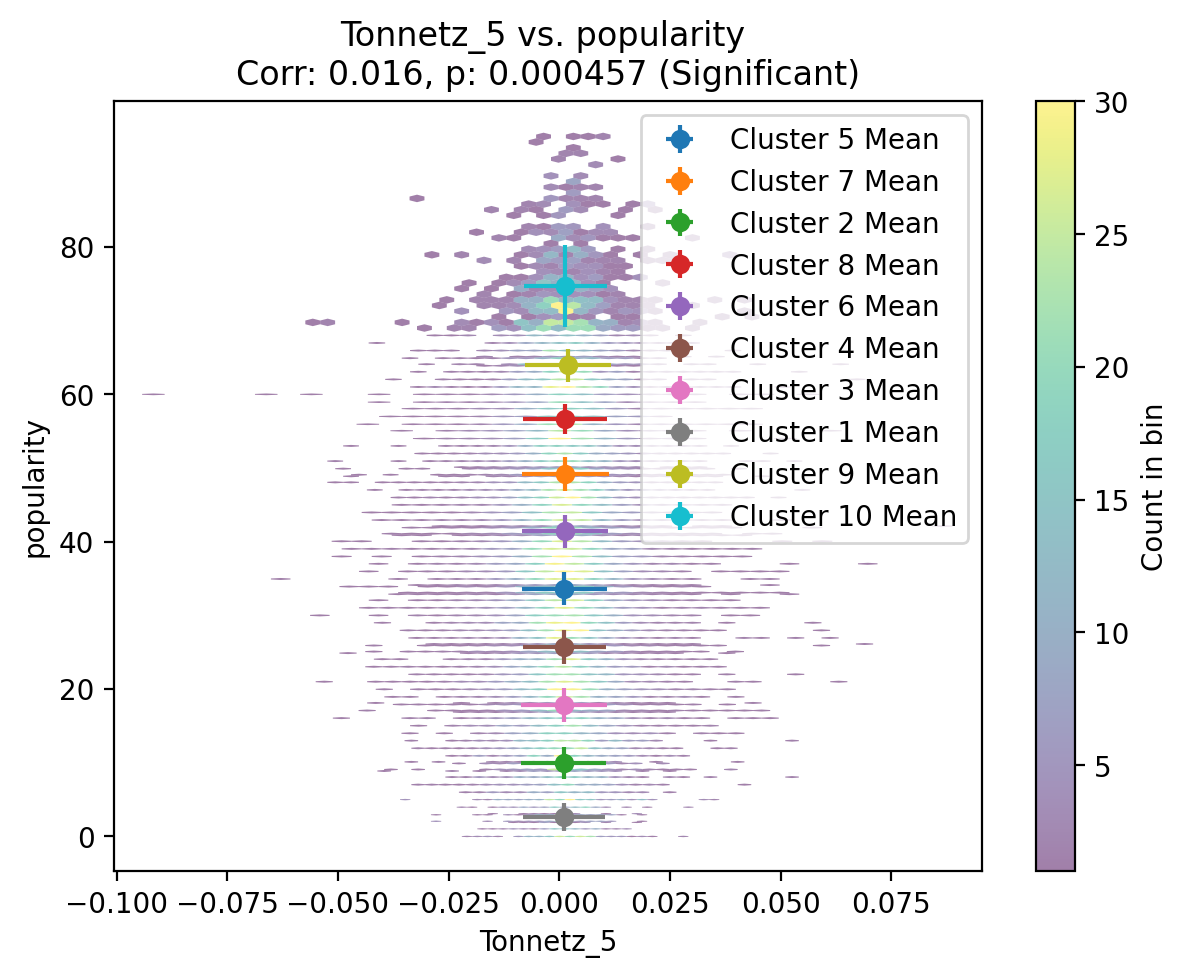 Tonnetz_5 vs. popularity
Corr: 0.016, p: 0.000457 (Significant)
popularity
80
60
40
20
0
Cluster 5 Mean
Cluster 7 Mean
Cluster 2 Mean
Cluster 8 Mean
Cluster 6 Mean
Cluster 4 Mean
Cluster 3 Mean
Cluster 1 Mean
Cluster 9 Mean
Cluster 10 Mean
−0.100 −0.075 −0.050 −0.025 0.000 0.025 0.050 0.075
Tonnetz_5
30
25
20
15
10
5
Count in bin